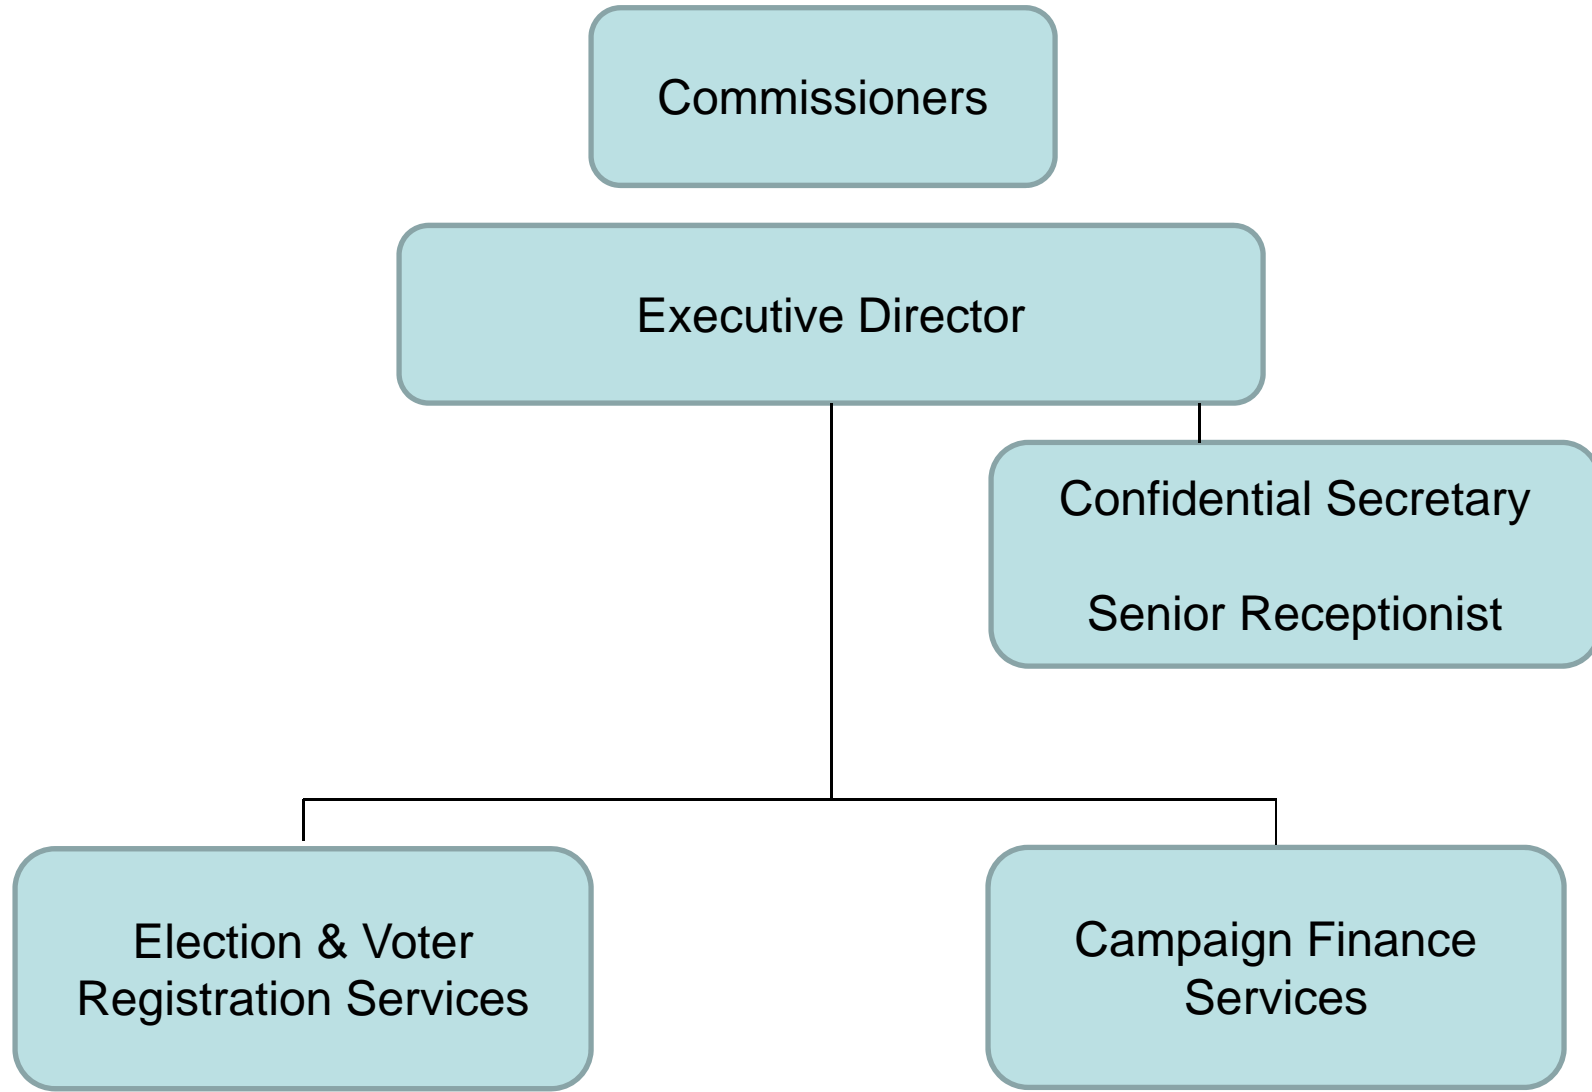 Commissioners
Executive Director
Confidential Secretary
Senior Receptionist
Election & Voter
Registration Services
Campaign Finance
Services